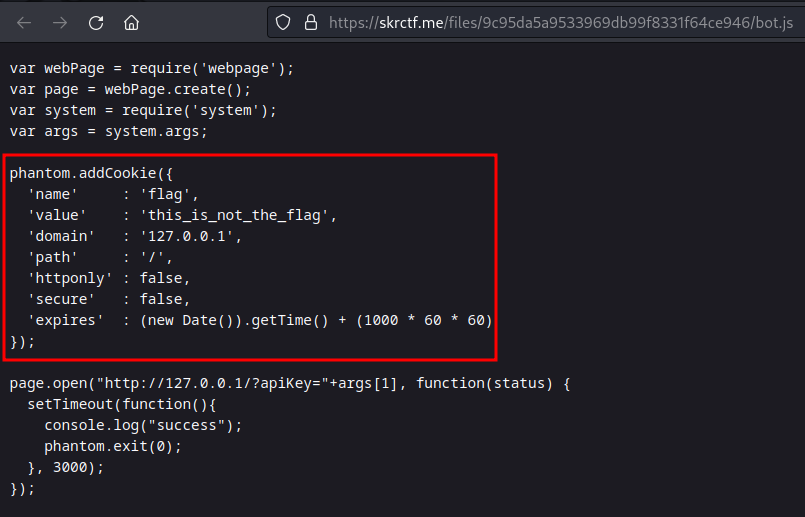 https://skrctf.me/files/9c95da5a9533969db99f8331f64ce946/bot.js
var webPage = require('webpage');
var page = webPage.create();
var system = require('system');
var args = system.args;
phantom.addCookie({
  'name'     : 'flag',
  'value'    : 'this_is_not_the_flag',
  'domain'   : '127.0.0.1',
  'path'     : '/',
  'httponly' : false,
  'secure'   : false,
  'expires'  : (new Date()).getTime() + (1000 * 60 * 60)
});
page.open("http://127.0.0.1/?apiKey="+args[1], function(status) {
  setTimeout(function(){
    console.log("success");
    phantom.exit(0);
  }, 3000);
});